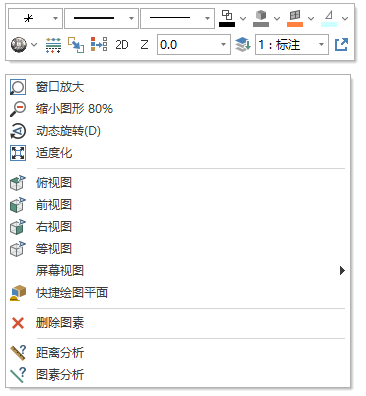 2D Z 0.0 1：标注
窗口放大
缩小图形 80%
动态旋转(D)
适度化
俯视图
前视图
右视图
等视图
屏幕视图
快捷绘图平面
删除图素
距离分析
图素分析